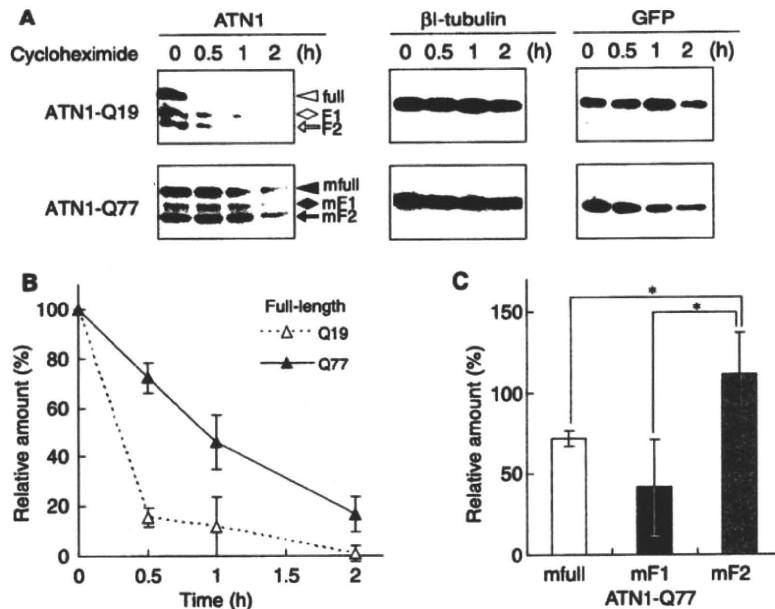 A
ATN1
βI-tubulin
GFP
Cycloheximide
0 0.5 1 2 (h)
0 0.5 1 2 (h)
0 0.5 1 2 (h)
ATN1-Q19
full
F1
F2
ATN1-Q77
mfull
mF1
mF2
B
Relative amount (%)
100
80
60
40
20
0
Full-length
Q19
Q77
0 0.5 1 1.5 2
Time (h)
C
Relative amount (%)
150
100
50
0
*
*
mfull mF1 mF2
ATN1-Q77